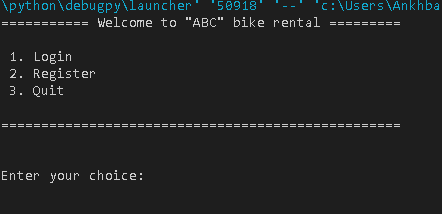 \python\debugpy\launcher' '50918' '--' 'c:\Users\Ankhba
=========== Welcome to "ABC" bike rental =========
1. Login
2. Register
3. Quit
==================================================
Enter your choice: